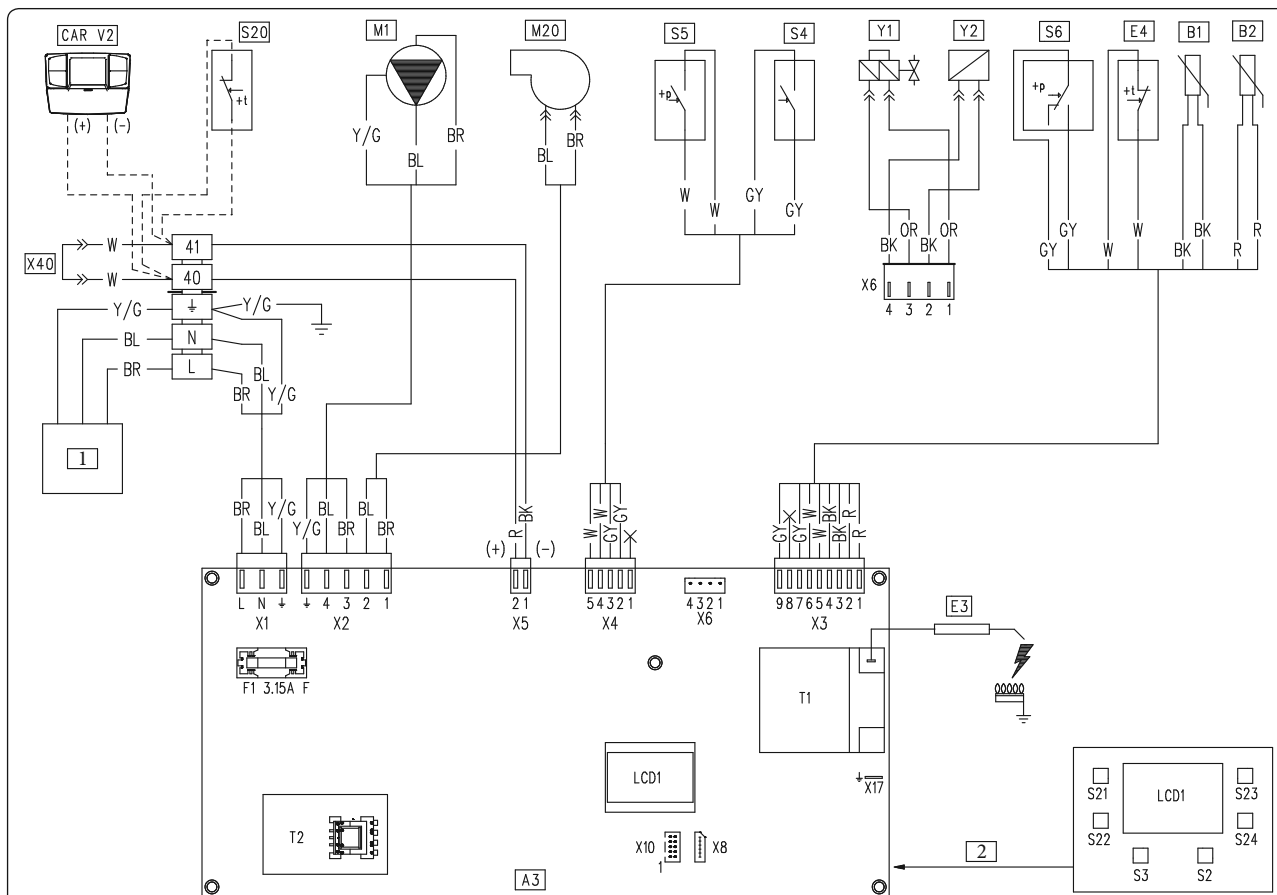 CAR V2 S20 M1 M20 S5 S4 Y1 Y2 S6 E4 B1 B2
+t +p +p +t
(+) (-)
Y/G BL BR BL BR
W W GY GY
BK OR BK OR
GY GY W W BK BK R R
X40 W 41
W 40
X6 4 3 2 1
Y/G Y/G
BL N
BR L
BR BL Y/G
1
BR BL Y/G Y/G BL BR BL BR R BK W W GY GY GY GY W W BK BK R R
(+) (-)
L N 4 3 2 1 2 1 5 4 3 2 1 4 3 2 1 9 8 7 6 5 4 3 2 1
X1 X2 X5 X4 X6 X3
E3
F1 3.15A F
T1
LCD1
X17
T2
X10 X8
1
A3
2
S21 LCD1 S23
S22 S24
S3 S2